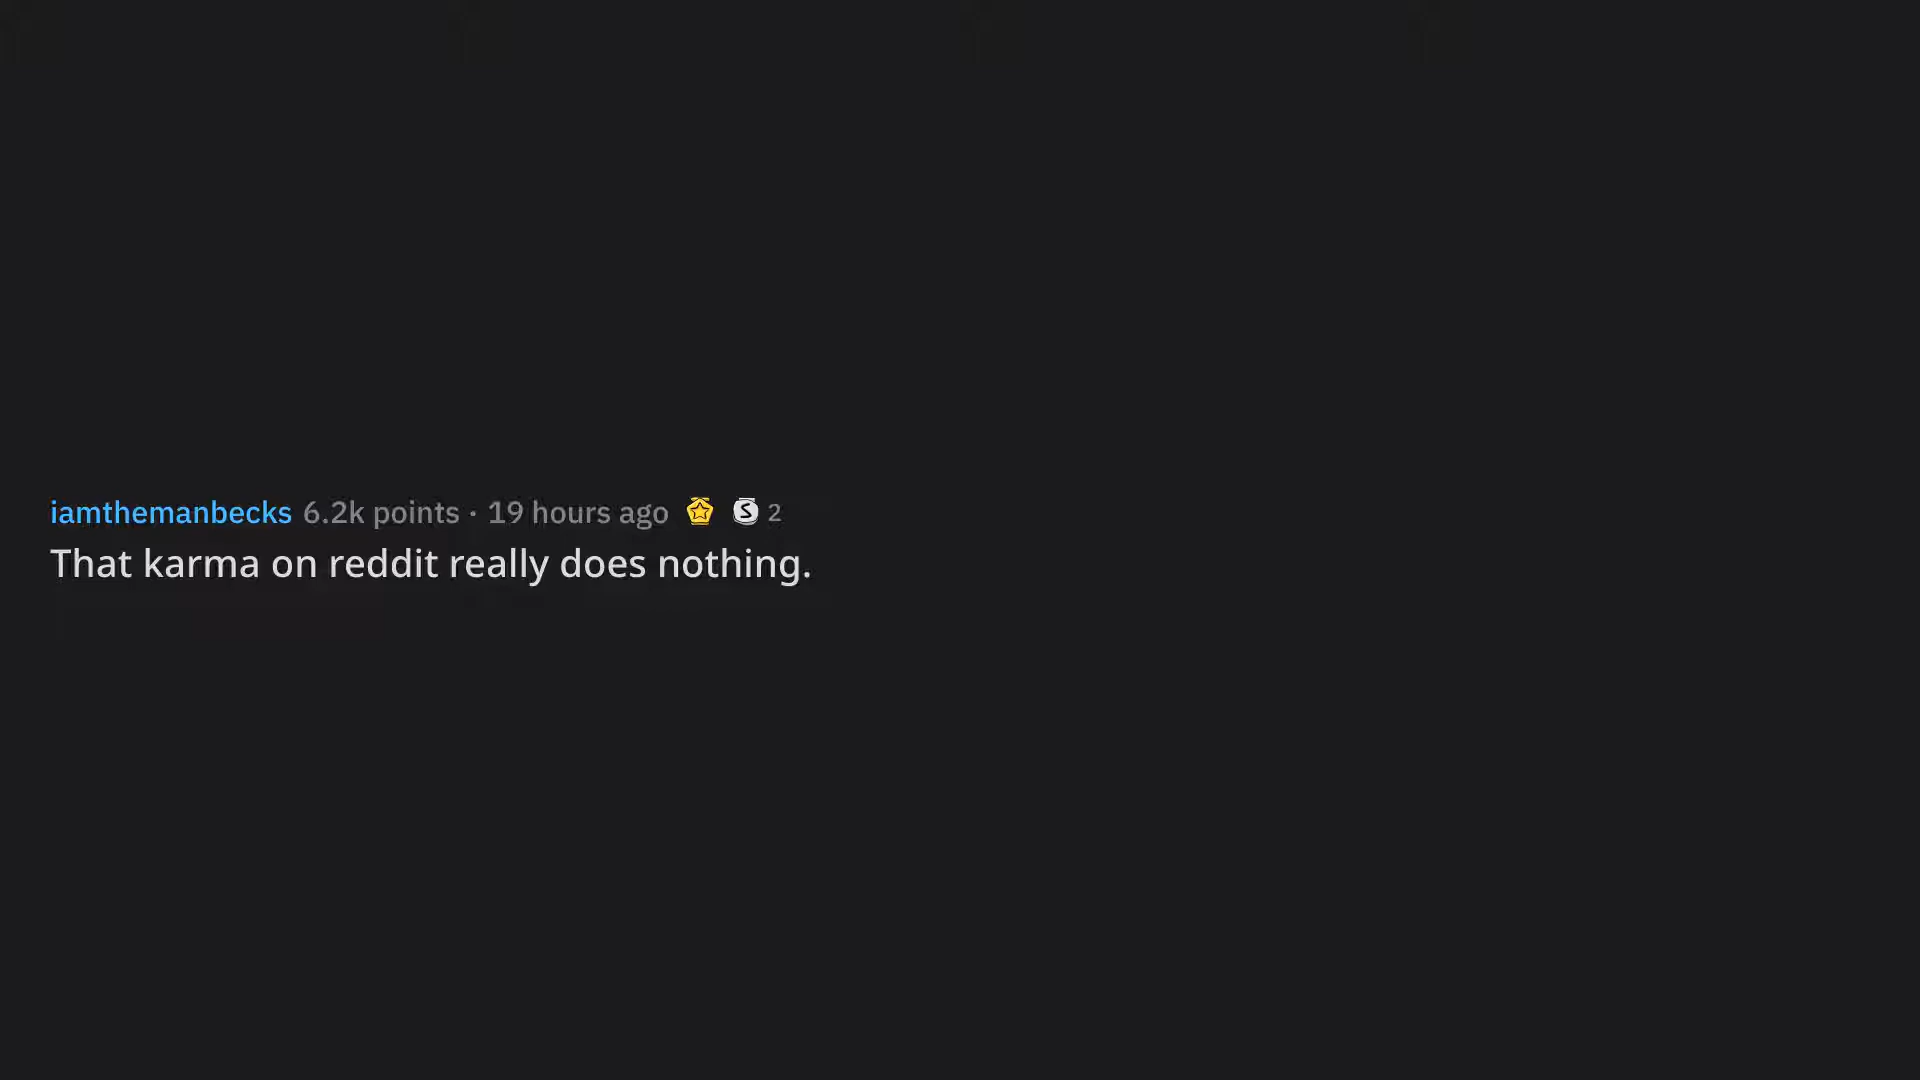 iamthemanbecks 6.2k points · 19 hours ago S 2
That karma on reddit really does nothing.